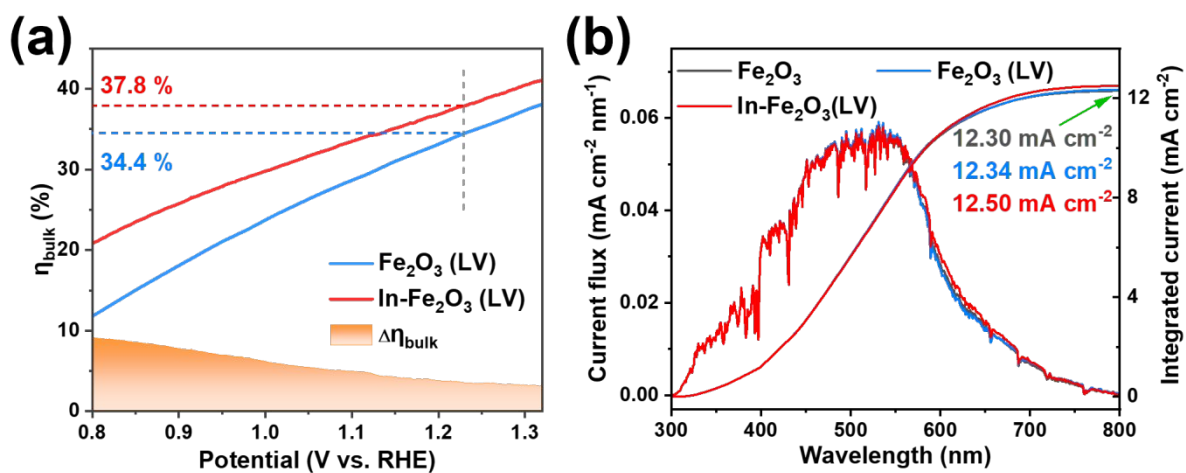 (a)
η_bulk (%)
40
30
20
10
0
37.8 %
34.4 %
Fe₂O₃ (LV)
In-Fe₂O₃ (LV)
Δη_bulk
0.8 0.9 1.0 1.1 1.2 1.3
Potential (V vs. RHE)
(b)
Current flux (mA cm⁻² nm⁻¹)
0.06
0.04
0.02
0.00
Fe₂O₃
Fe₂O₃ (LV)
In-Fe₂O₃(LV)
12.30 mA cm⁻²
12.34 mA cm⁻²
12.50 mA cm⁻²
12
8
4
0
Integrated current (mA cm⁻²)
300 400 500 600 700 800
Wavelength (nm)